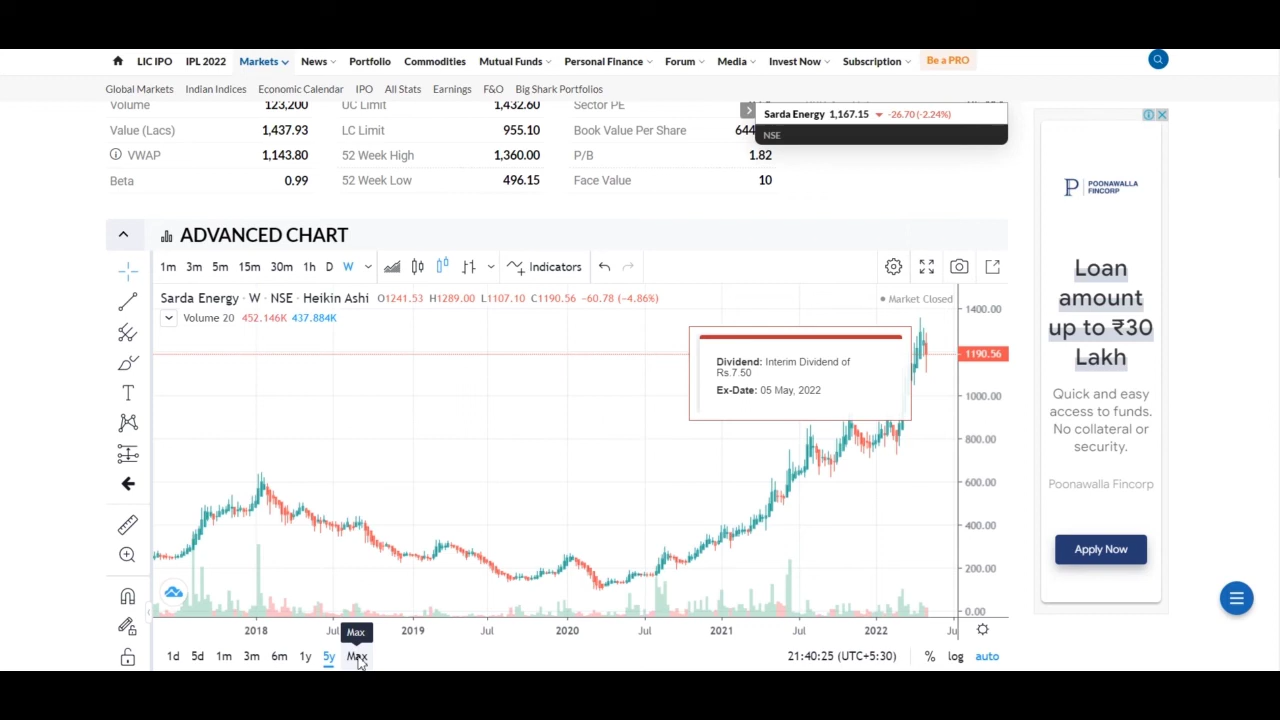 LIC IPO IPL 2022 Markets News Portfolio Commodities Mutual Funds Personal Finance Forum Media Invest Now Subscription Be a PRO
Global Markets Indian Indices Economic Calendar IPO All Stats Earnings F&O Big Shark Portfolios
Volume 123,200 UC Limit 1,432.60 Sector PE
Sarda Energy 1,167.15 -26.70 (-2.24%)
Value (Lacs) 1,437.93 LC Limit 955.10 Book Value Per Share 644
NSE
VWAP 1,143.80 52 Week High 1,360.00 P/B 1.82
Beta 0.99 52 Week Low 496.15 Face Value 10
ADVANCED CHART
1m 3m 5m 15m 30m 1h D W Indicators
Sarda Energy · W · NSE · Heikin Ashi O1241.53 H1289.00 L1107.10 C1190.56 -60.78 (-4.86%)
Market Closed
Volume 20 452.146K 437.884K
1400.00
1190.56
1000.00
800.00
600.00
400.00
200.00
0.00
Dividend: Interim Dividend of
Rs.7.50
Ex-Date: 05 May, 2022
2018 Jul 2019 Jul 2020 Jul 2021 Jul 2022 Ju
Max
1d 5d 1m 3m 6m 1y 5y Max 21:40:25 (UTC+5:30) % log auto
POONAWALLA
FINCORP
Loan
amount
up to ₹30
Lakh
Quick and easy
access to funds.
No collateral or
security.
Poonawalla Fincorp
Apply Now